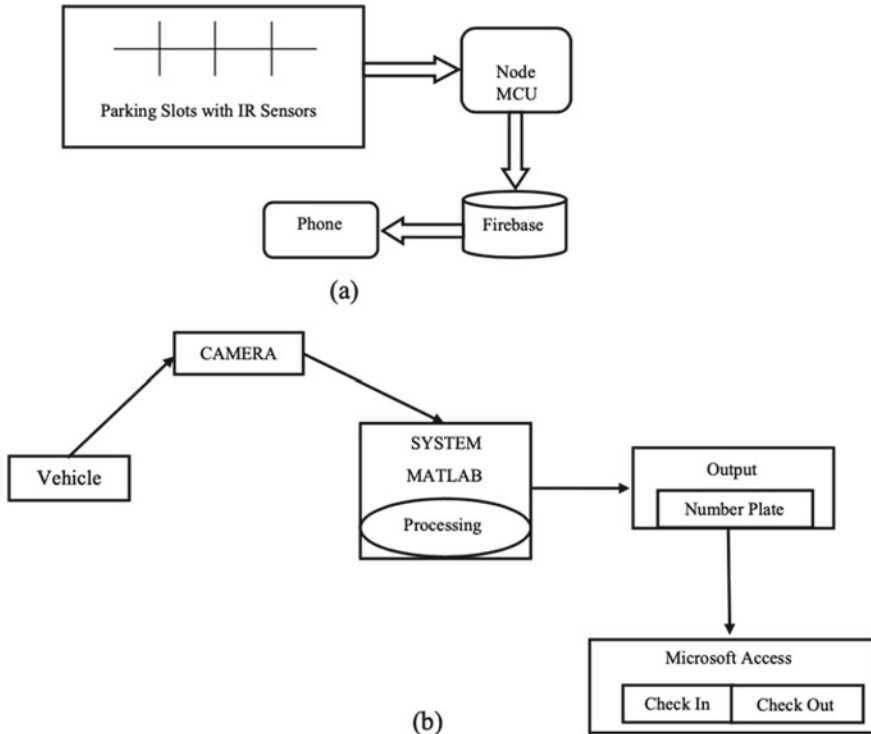 Parking Slots with IR Sensors
Node
MCU
Phone
Firebase
(a)
CAMERA
Vehicle
SYSTEM
MATLAB
Processing
Output
Number Plate
Microsoft Access
Check In
Check Out
(b)